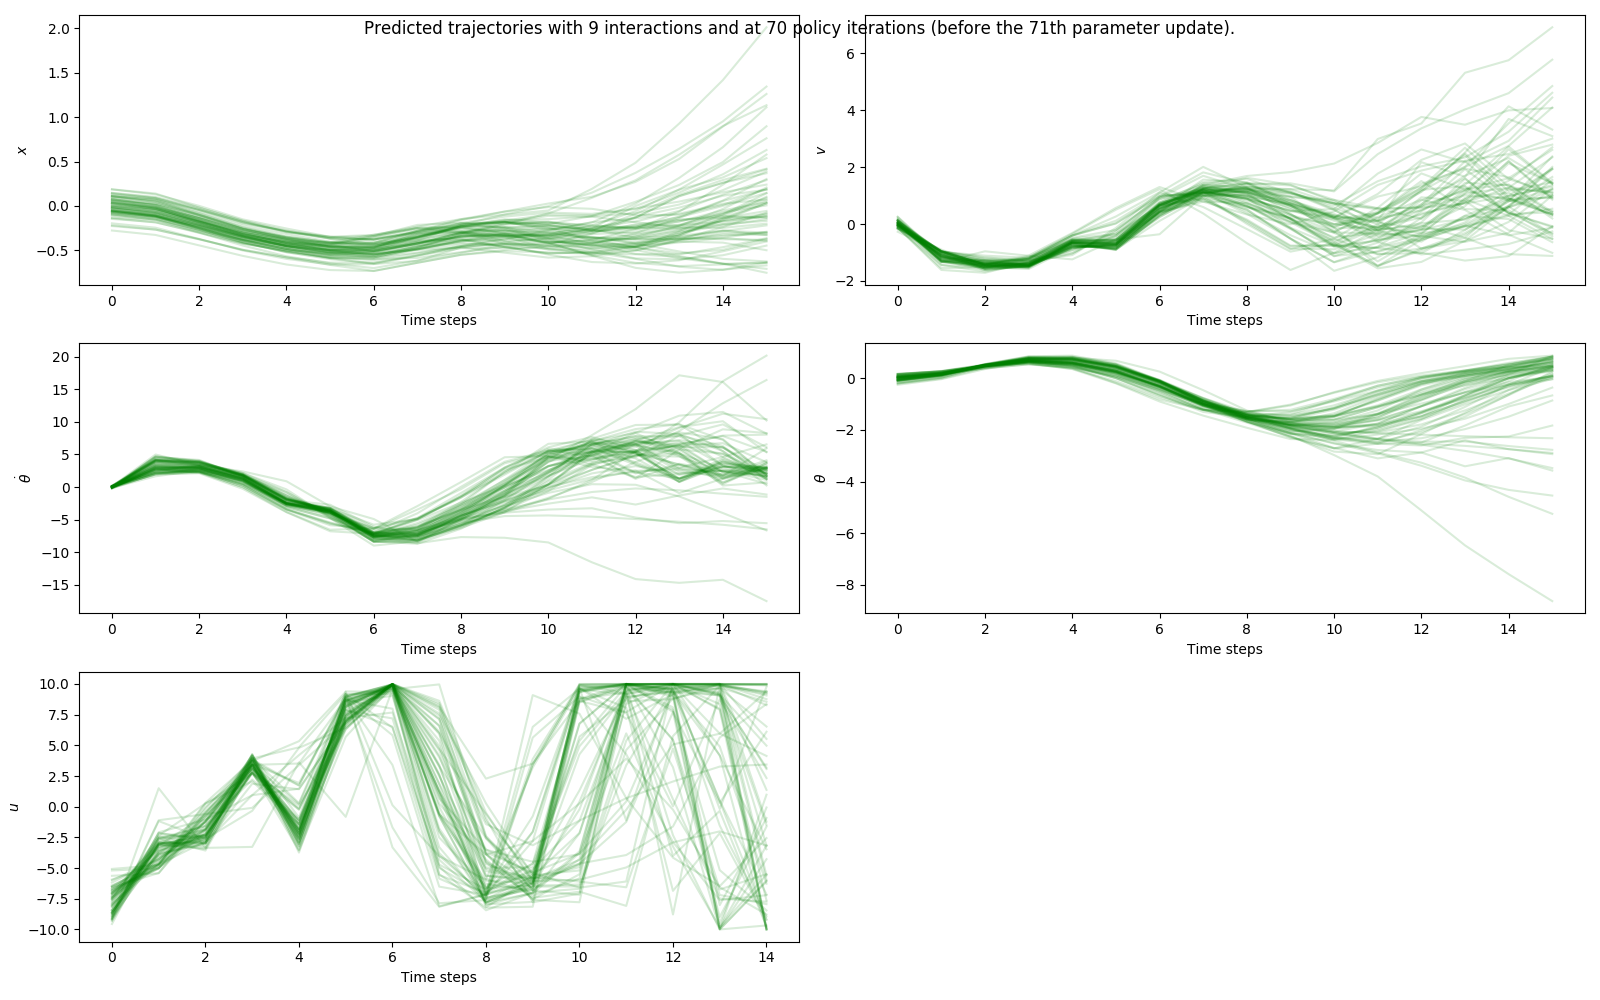 Predicted trajectories with 9 interactions and at 70 policy iterations (before the 71th parameter update).
2.0
1.5
1.0
0.5
0.0
−0.5
x
0 2 4 6 8 10 12 14
Time steps
6
4
2
0
−2
v
0 2 4 6 8 10 12 14
Time steps
20
15
10
5
0
−5
−10
−15
θ̇
0 2 4 6 8 10 12 14
Time steps
0
−2
−4
−6
−8
θ
0 2 4 6 8 10 12 14
Time steps
10.0
7.5
5.0
2.5
0.0
−2.5
−5.0
−7.5
−10.0
u
0 2 4 6 8 10 12 14
Time steps